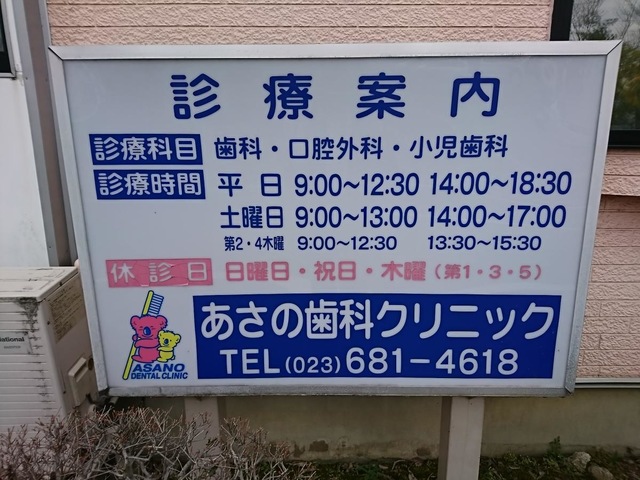 診療案内
診療科目 歯科・口腔外科・小児歯科
診療時間 平日 9:00～12:30 14:00～18:30
土曜日 9:00～13:00 14:00～17:00
第2・4木曜 9:00～12:30 13:30～15:30
休診日 日曜日・祝日・木曜（第1・3・5）
あさの歯科クリニック
TEL(023)681-4618
ASANO
DENTAL CLINIC
National